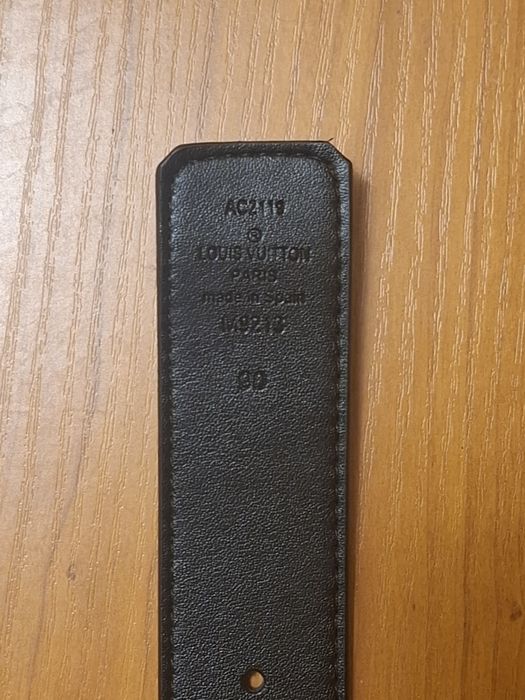 AC2119
®
LOUIS VUITTON
PARIS
made in Spain
90